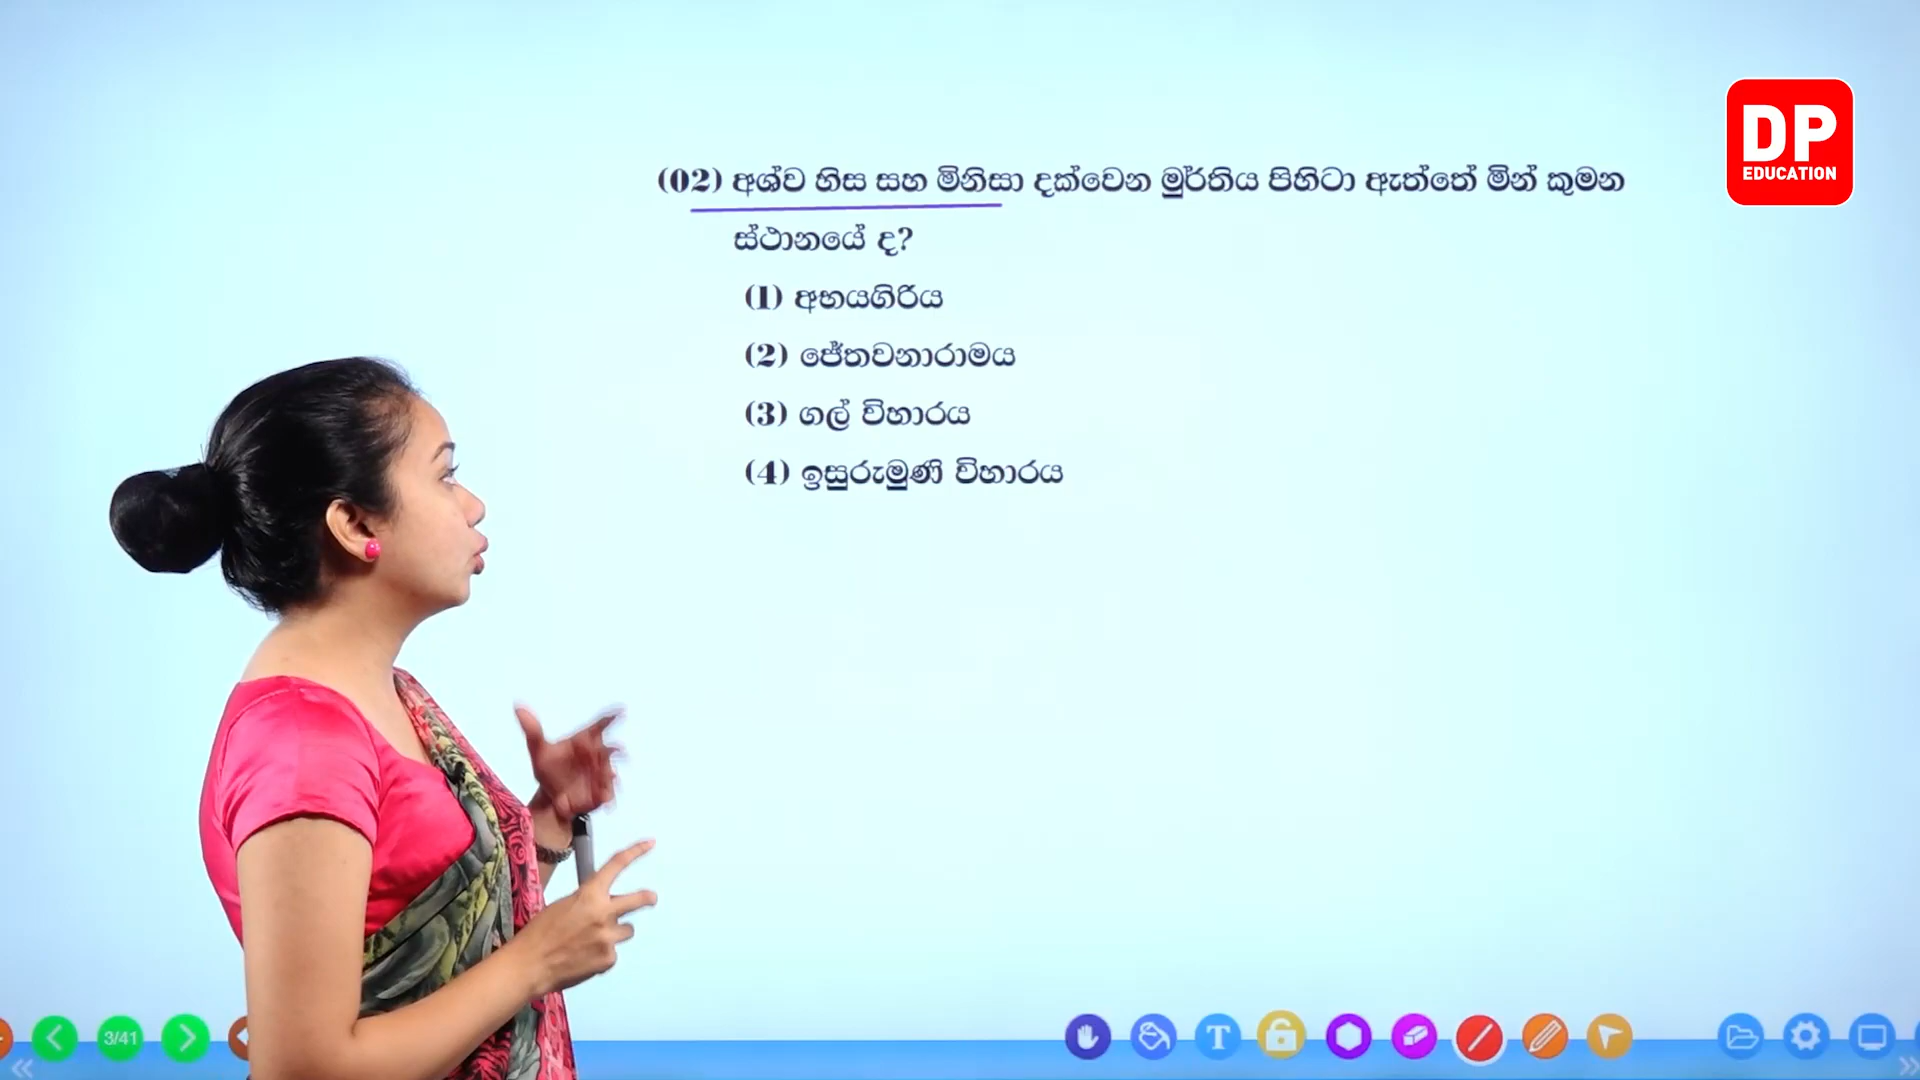 DP
EDUCATION
(02) අශ්ව හිස සහ මිනිසා දක්වෙන මුර්තිය පිහිටා ඇත්තේ මින් කුමන
ස්ථානයේ ද?
(1) අභයගිරිය
(2) ජේතවනාරාමය
(3) ගල් විහාරය
(4) ඉසුරුමුණි විහාරය
3/41
T